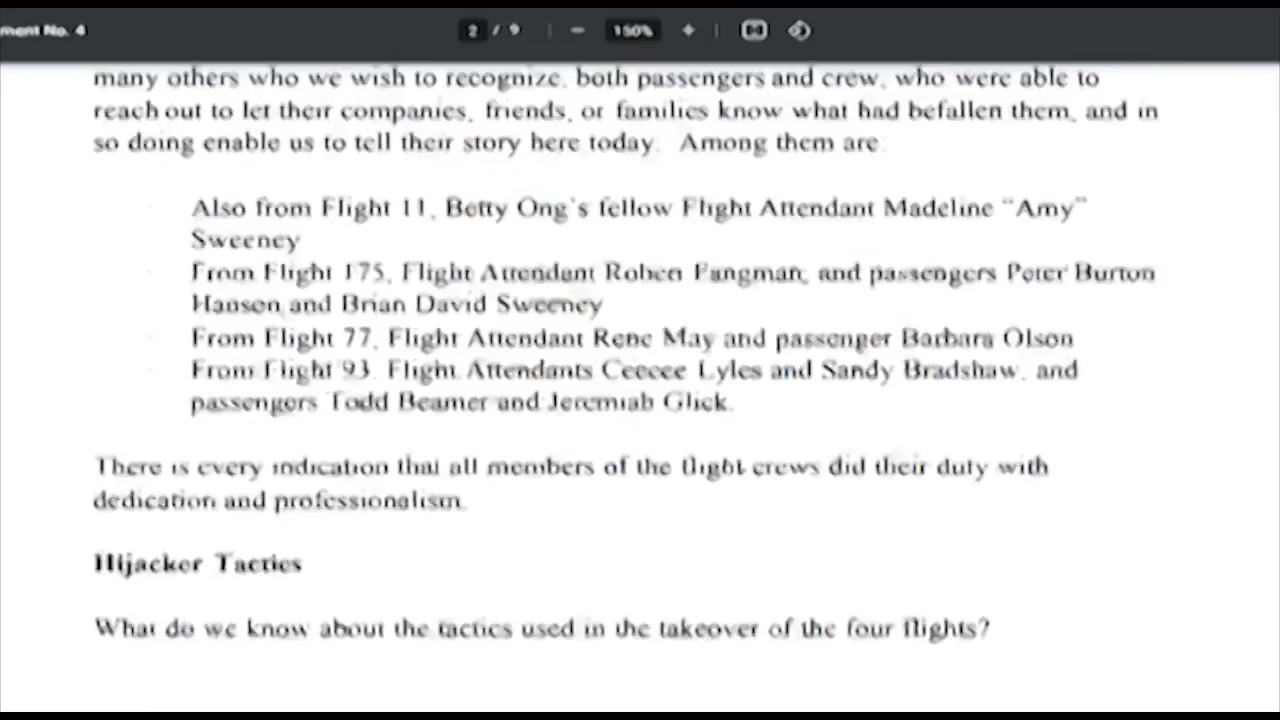 ment No. 4
2 / 9 | − 150% + |
many others who we wish to recognize, both passengers and crew, who were able to
reach out to let their companies, friends, or families know what had befallen them, and in
so doing enable us to tell their story here today. Among them are
Also from Flight 11, Betty Ong's fellow Flight Attendant Madeline "Amy"
Sweeney
From Flight 175, Flight Attendant Robert Fangman, and passengers Peter Burton
Hanson and Brian David Sweeney
From Flight 77, Flight Attendant Rene May and passenger Barbara Olson
From Flight 93, Flight Attendants Ceecee Lyles and Sandy Bradshaw, and
passengers Todd Beamer and Jeremiah Glick.
There is every indication that all members of the flight crews did their duty with
dedication and professionalism.
Hijacker Tactics
What do we know about the tactics used in the takeover of the four flights?